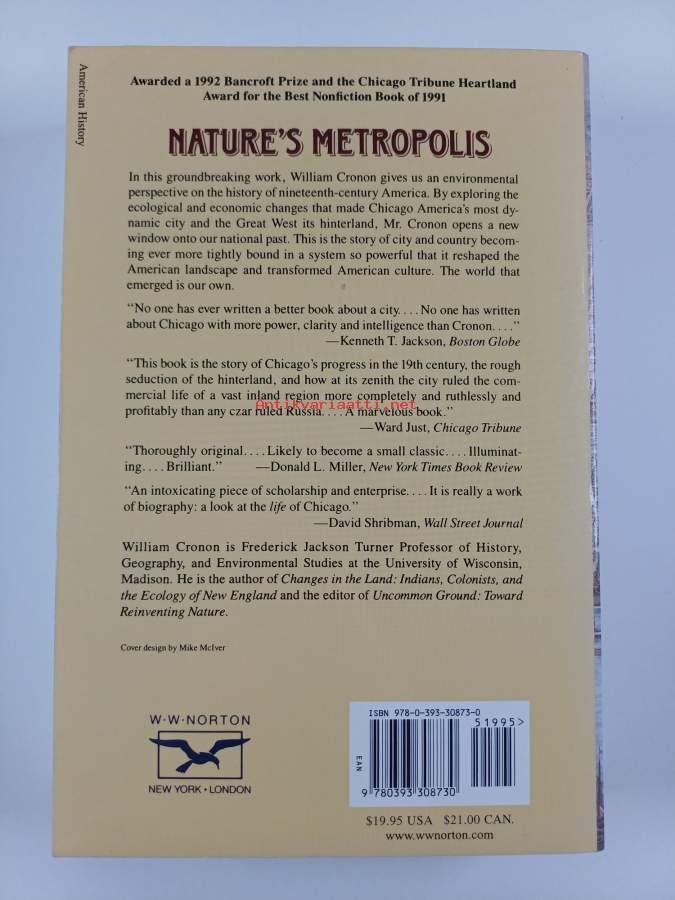 American History
Awarded a 1992 Bancroft Prize and the Chicago Tribune Heartland
Award for the Best Nonfiction Book of 1991
NATURE'S METROPOLIS
In this groundbreaking work, William Cronon gives us an environmental
perspective on the history of nineteenth-century America. By exploring the
ecological and economic changes that made Chicago America's most dy-
namic city and the Great West its hinterland, Mr. Cronon opens a new
window onto our national past. This is the story of city and country becom-
ing ever more tightly bound in a system so powerful that it reshaped the
American landscape and transformed American culture. The world that
emerged is our own.
“No one has ever written a better book about a city. . . . No one has written
about Chicago with more power, clarity and intelligence than Cronon. . . .”
—Kenneth T. Jackson, Boston Globe
“This book is the story of Chicago's progress in the 19th century, the rough
seduction of the hinterland, and how at its zenith the city ruled the com-
mercial life of a vast inland region more completely and ruthlessly and
Antikvariaatti.net
profitably than any czar ruled Russia. . . . A marvelous book.”
—Ward Just, Chicago Tribune
“Thoroughly original. . . . Likely to become a small classic. . . . Illuminat-
ing. . . . Brilliant.” —Donald L. Miller, New York Times Book Review
“An intoxicating piece of scholarship and enterprise. . . . It is really a work
of biography: a look at the life of Chicago.”
—David Shribman, Wall Street Journal
William Cronon is Frederick Jackson Turner Professor of History,
Geography, and Environmental Studies at the University of Wisconsin,
Madison. He is the author of Changes in the Land: Indians, Colonists, and
the Ecology of New England and the editor of Uncommon Ground: Toward
Reinventing Nature.
Cover design by Mike McIver
W·W·NORTON
NEW YORK · LONDON
ISBN 978-0-393-30873-0
51995>
EAN
9 780393 308730
$19.95 USA $21.00 CAN.
www.wwnorton.com